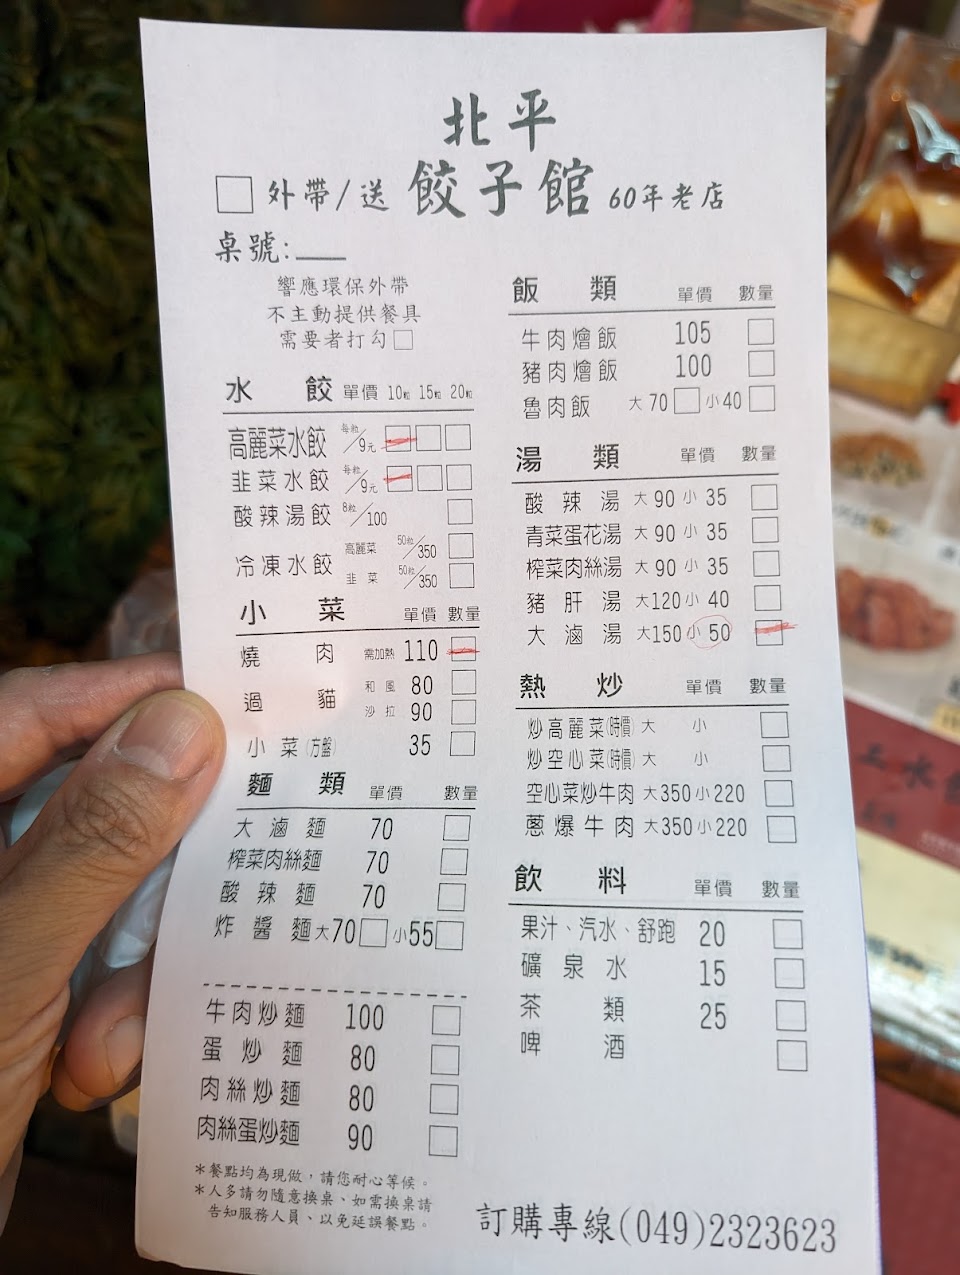 北平
外帶/送 餃子館 60年老店
桌號:
響應環保外帶
不主動提供餐具
需要者打勾
水餃 單價 10粒 15粒 20粒
高麗菜水餃 每粒/9元
韭菜水餃 每粒/9元
酸辣湯餃 8粒/100
冷凍水餃 高麗菜 50粒/350
韭菜 50粒/350
小菜 單價 數量
燒肉 需加熱 110
過貓 和風 80
沙拉 90
小菜(方盤) 35
麵類 單價 數量
大滷麵 70
榨菜肉絲麵 70
酸辣麵 70
炸醬麵 大70 小55
牛肉炒麵 100
蛋炒麵 80
肉絲炒麵 80
肉絲蛋炒麵 90
*餐點均為現做,請您耐心等候。
*人多請勿隨意換桌、如需換桌請
告知服務人員、以免延誤餐點。
飯類 單價 數量
牛肉燴飯 105
豬肉燴飯 100
魯肉飯 大70 小40
湯類 單價 數量
酸辣湯 大90 小35
青菜蛋花湯 大90 小35
榨菜肉絲湯 大90 小35
豬肝湯 大120 小40
大滷湯 大150 小50
熱炒 單價 數量
炒高麗菜(時價) 大 小
炒空心菜(時價) 大 小
空心菜炒牛肉 大350 小220
蔥爆牛肉 大350 小220
飲料 單價 數量
果汁、汽水、舒跑 20
礦泉水 15
茶類 25
啤酒
訂購專線(049)2323623